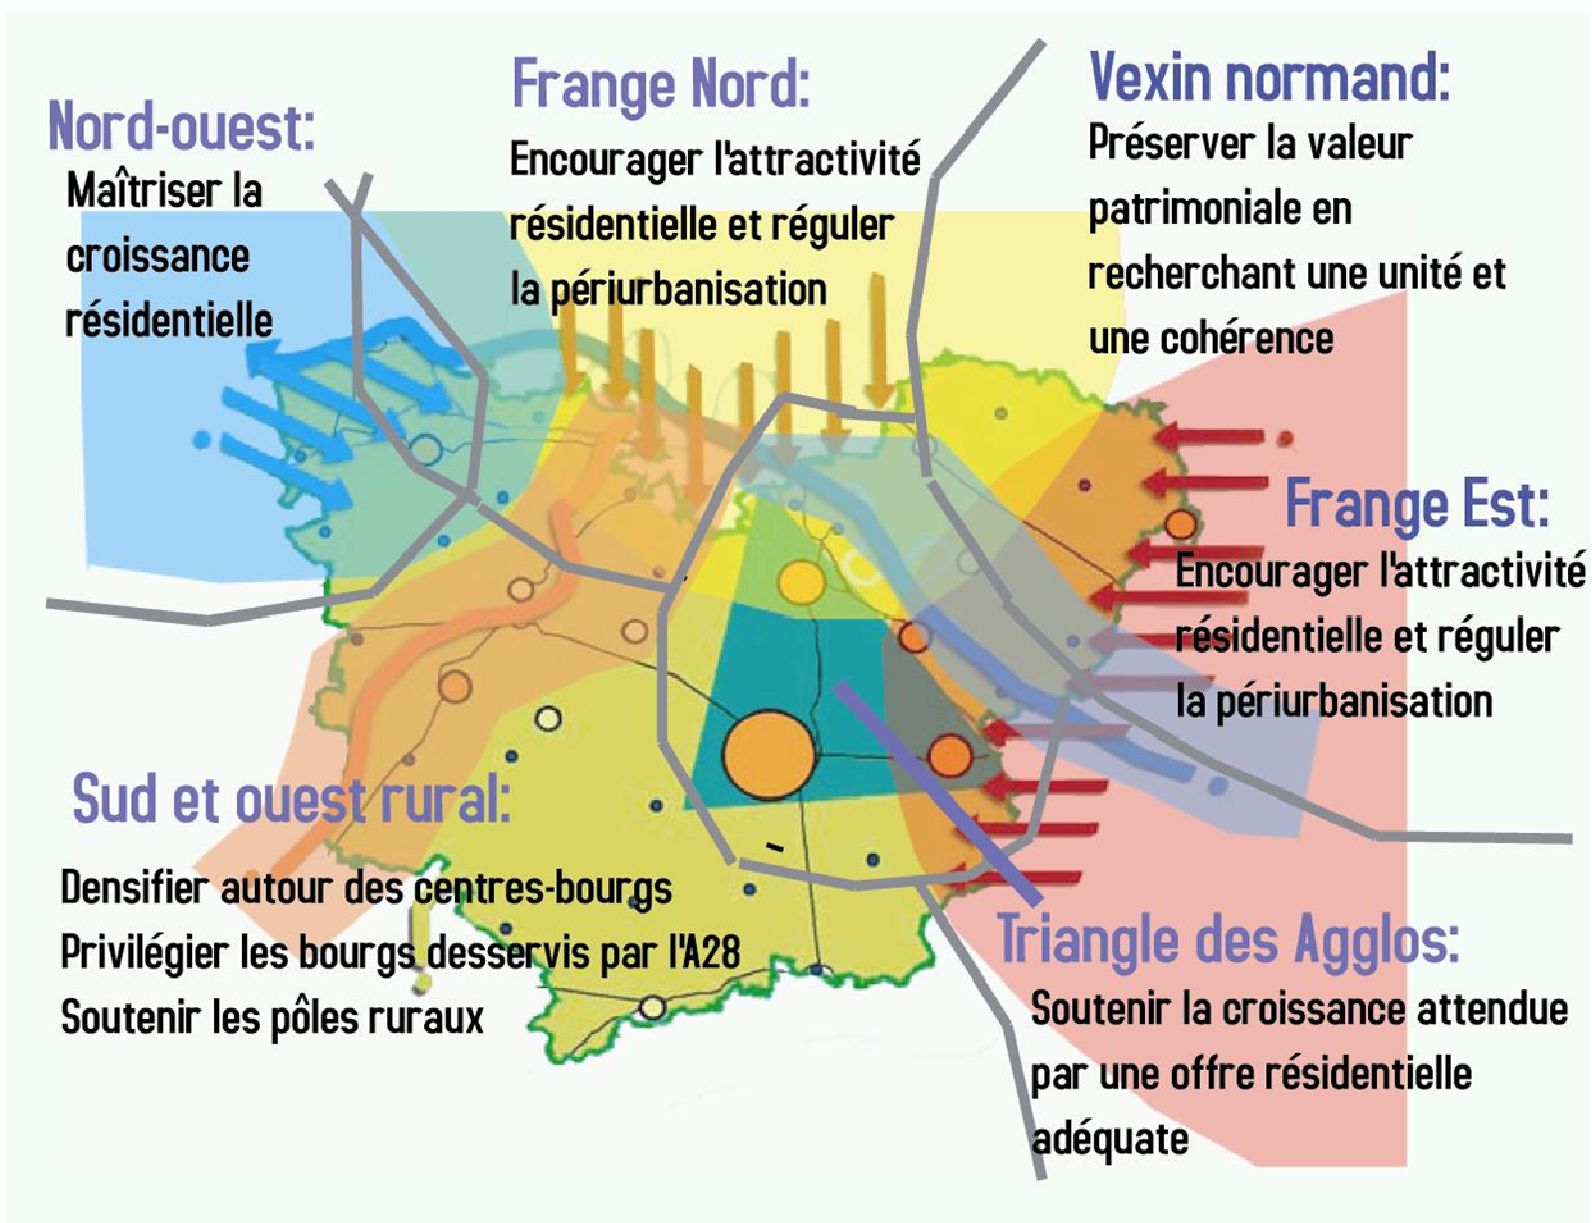 Nord-ouest:
Maîtriser la
croissance
résidentielle
Frange Nord:
Encourager l'attractivité
résidentielle et réguler
la périurbanisation
Vexin normand:
Préserver la valeur
patrimoniale en
recherchant une unité et
une cohérence
Frange Est:
Encourager l'attractivité
résidentielle et réguler
la périurbanisation
Sud et ouest rural:
Densifier autour des centres-bourgs
Privilégier les bourgs desservis par l'A28
Soutenir les pôles ruraux
Triangle des Agglos:
Soutenir la croissance attendue
par une offre résidentielle
adéquate